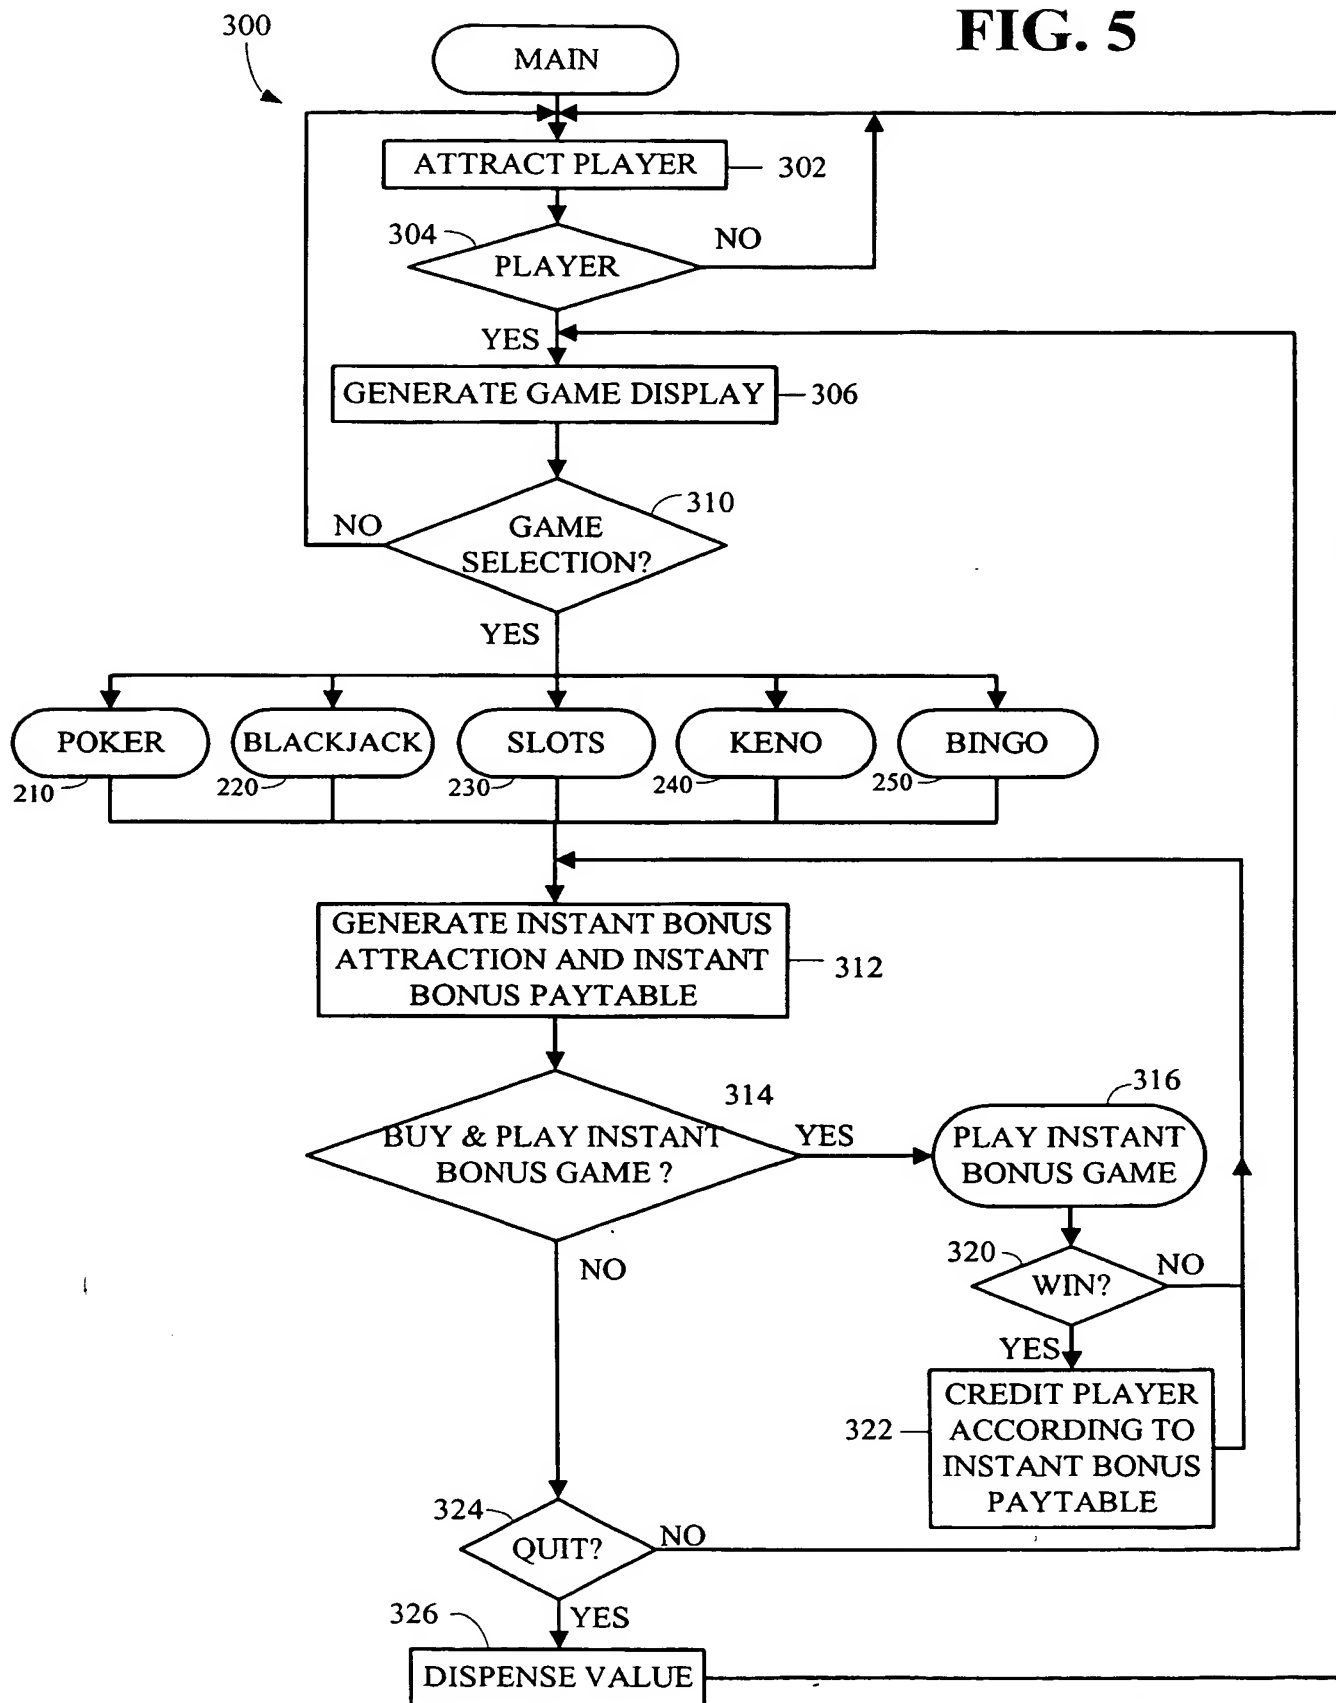 FIG. 5
300
MAIN
ATTRACT PLAYER
302
304
PLAYER
NO
YES
GENERATE GAME DISPLAY
306
310
NO
GAME
SELECTION?
YES
POKER
BLACKJACK
SLOTS
KENO
BINGO
210
220
230
240
250
GENERATE INSTANT BONUS
ATTRACTION AND INSTANT
BONUS PAYTABLE
312
314
BUY & PLAY INSTANT
BONUS GAME ?
YES
316
PLAY INSTANT
BONUS GAME
NO
320
WIN?
NO
YES
322
CREDIT PLAYER
ACCORDING TO
INSTANT BONUS
PAYTABLE
324
QUIT?
NO
YES
326
DISPENSE VALUE